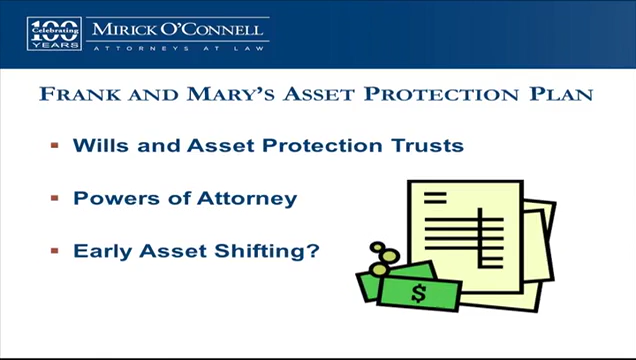 Celebrating
100
YEARS
MIRICK O'CONNELL
ATTORNEYS AT LAW
FRANK AND MARY'S ASSET PROTECTION PLAN
Wills and Asset Protection Trusts
Powers of Attorney
Early Asset Shifting?
$